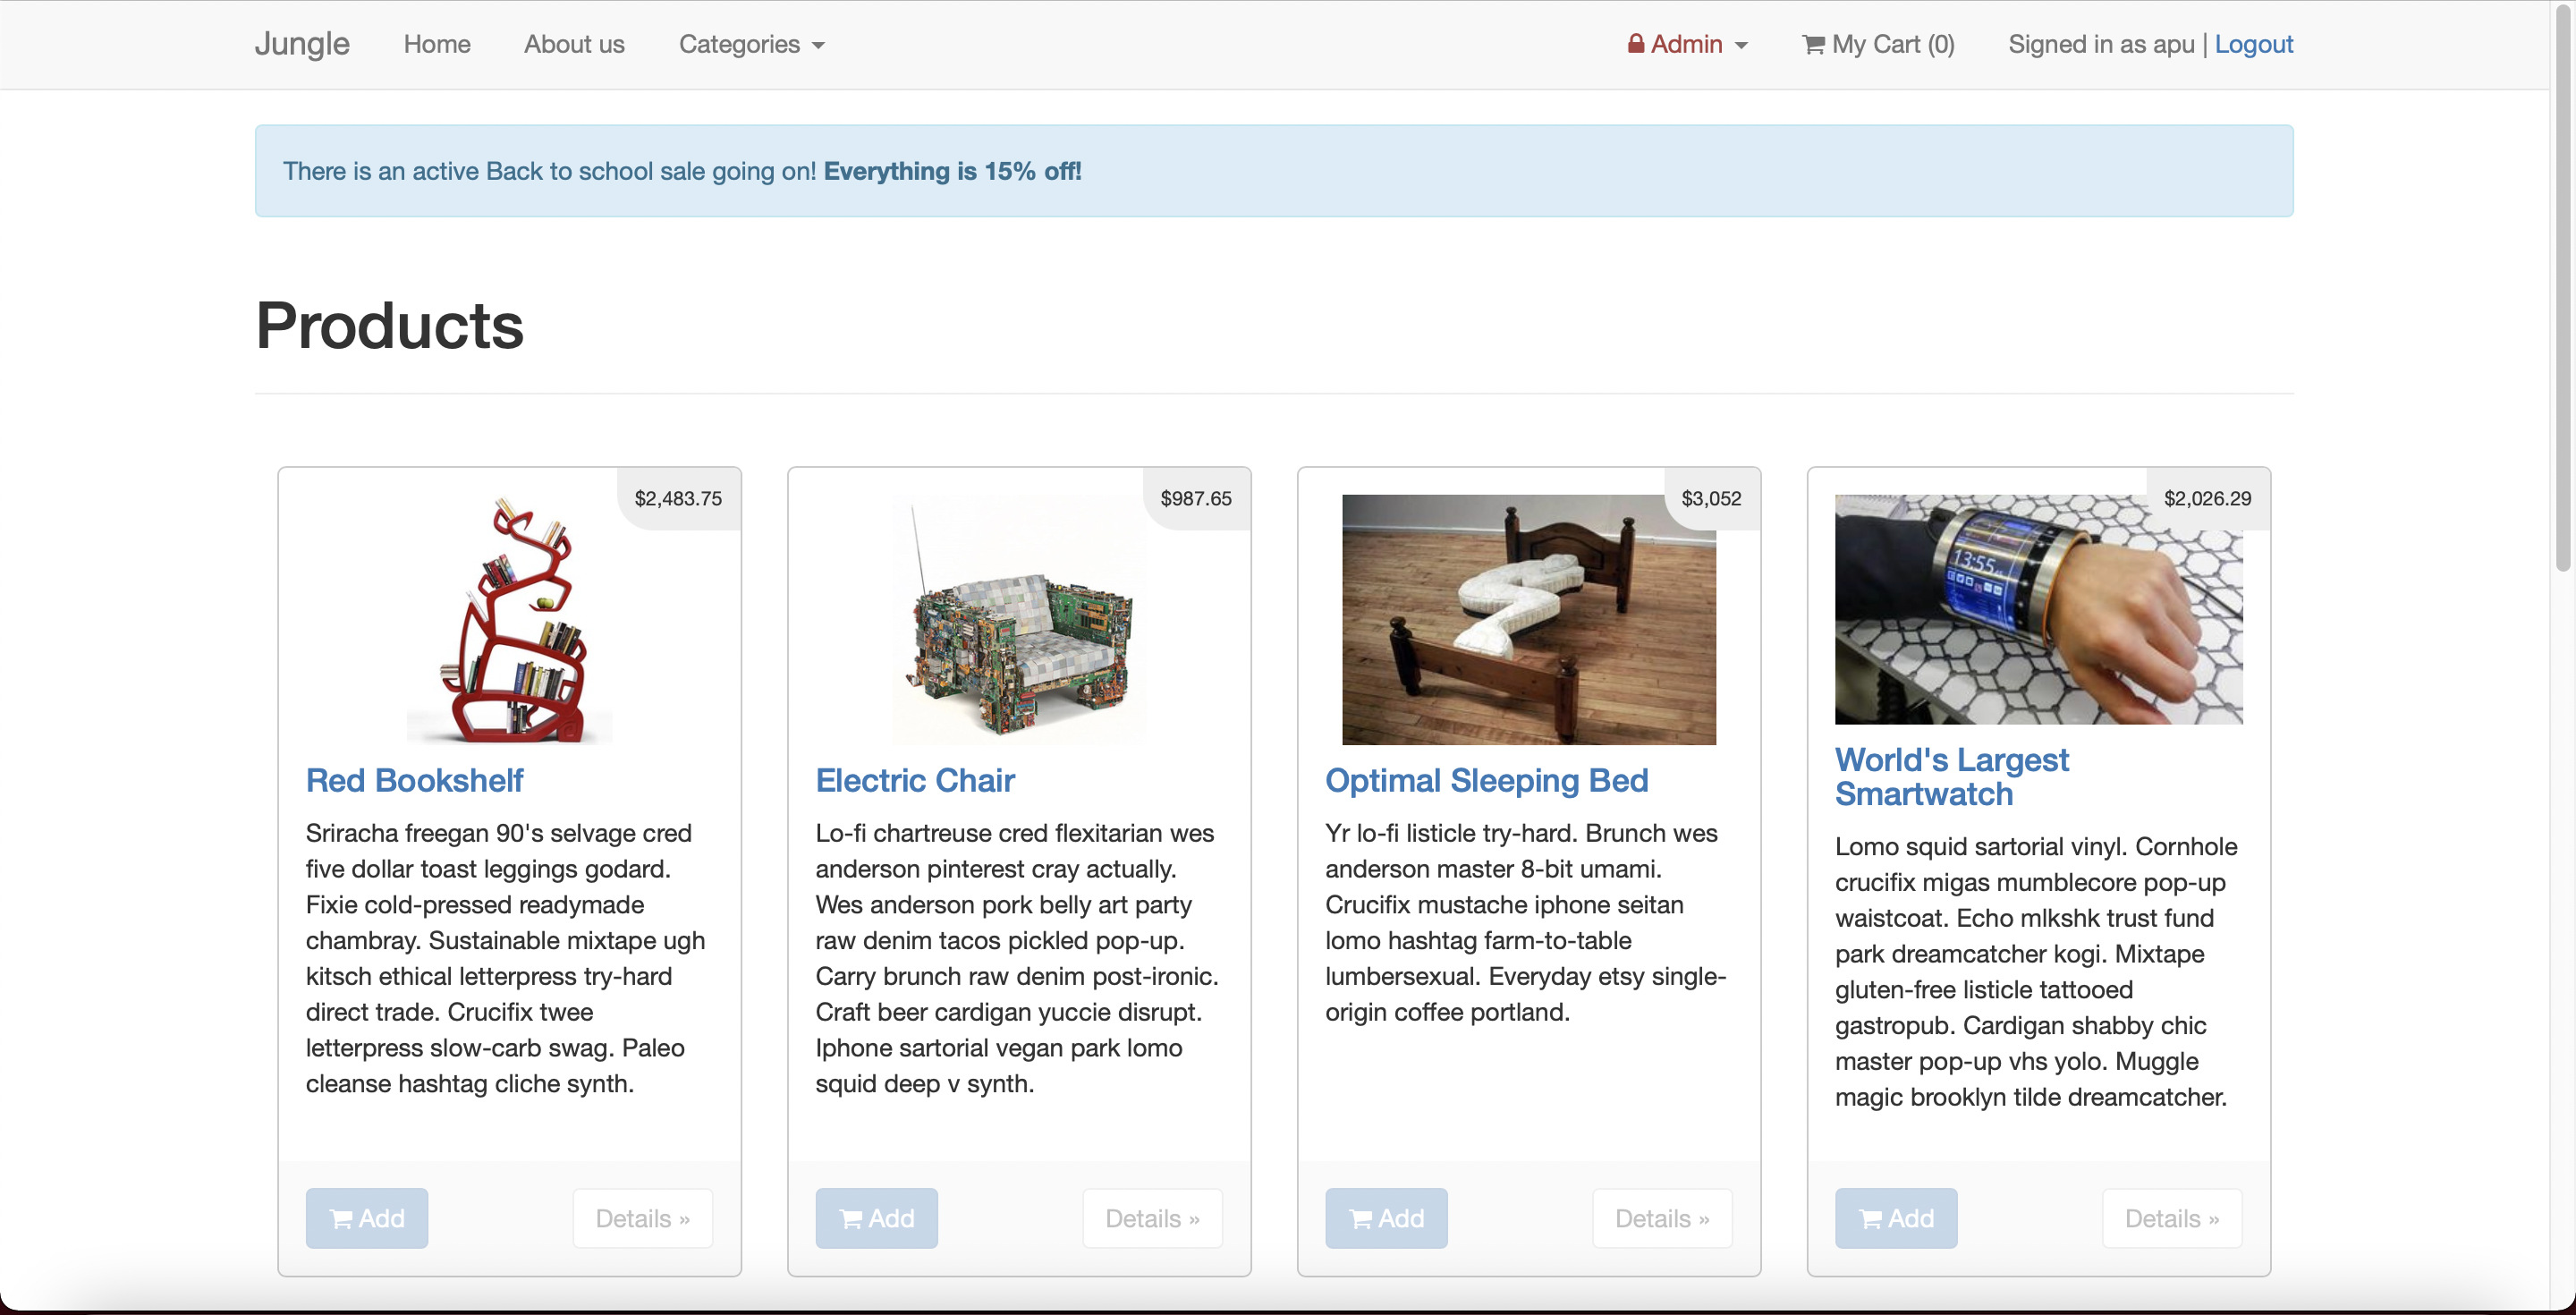 Jungle Home About us Categories Admin My Cart (0) Signed in as apu | Logout
There is an active Back to school sale going on! Everything is 15% off!
Products
$2,483.75
Red Bookshelf
Sriracha freegan 90's selvage cred
five dollar toast leggings godard.
Fixie cold-pressed readymade
chambray. Sustainable mixtape ugh
kitsch ethical letterpress try-hard
direct trade. Crucifix twee
letterpress slow-carb swag. Paleo
cleanse hashtag cliche synth.
Add Details »
$987.65
Electric Chair
Lo-fi chartreuse cred flexitarian wes
anderson pinterest cray actually.
Wes anderson pork belly art party
raw denim tacos pickled pop-up.
Carry brunch raw denim post-ironic.
Craft beer cardigan yuccie disrupt.
Iphone sartorial vegan park lomo
squid deep v synth.
Add Details »
$3,052
Optimal Sleeping Bed
Yr lo-fi listicle try-hard. Brunch wes
anderson master 8-bit umami.
Crucifix mustache iphone seitan
lomo hashtag farm-to-table
lumbersexual. Everyday etsy single-
origin coffee portland.
Add Details »
$2,026.29
13:55
World's Largest
Smartwatch
Lomo squid sartorial vinyl. Cornhole
crucifix migas mumblecore pop-up
waistcoat. Echo mlkshk trust fund
park dreamcatcher kogi. Mixtape
gluten-free listicle tattooed
gastropub. Cardigan shabby chic
master pop-up vhs yolo. Muggle
magic brooklyn tilde dreamcatcher.
Add Details »